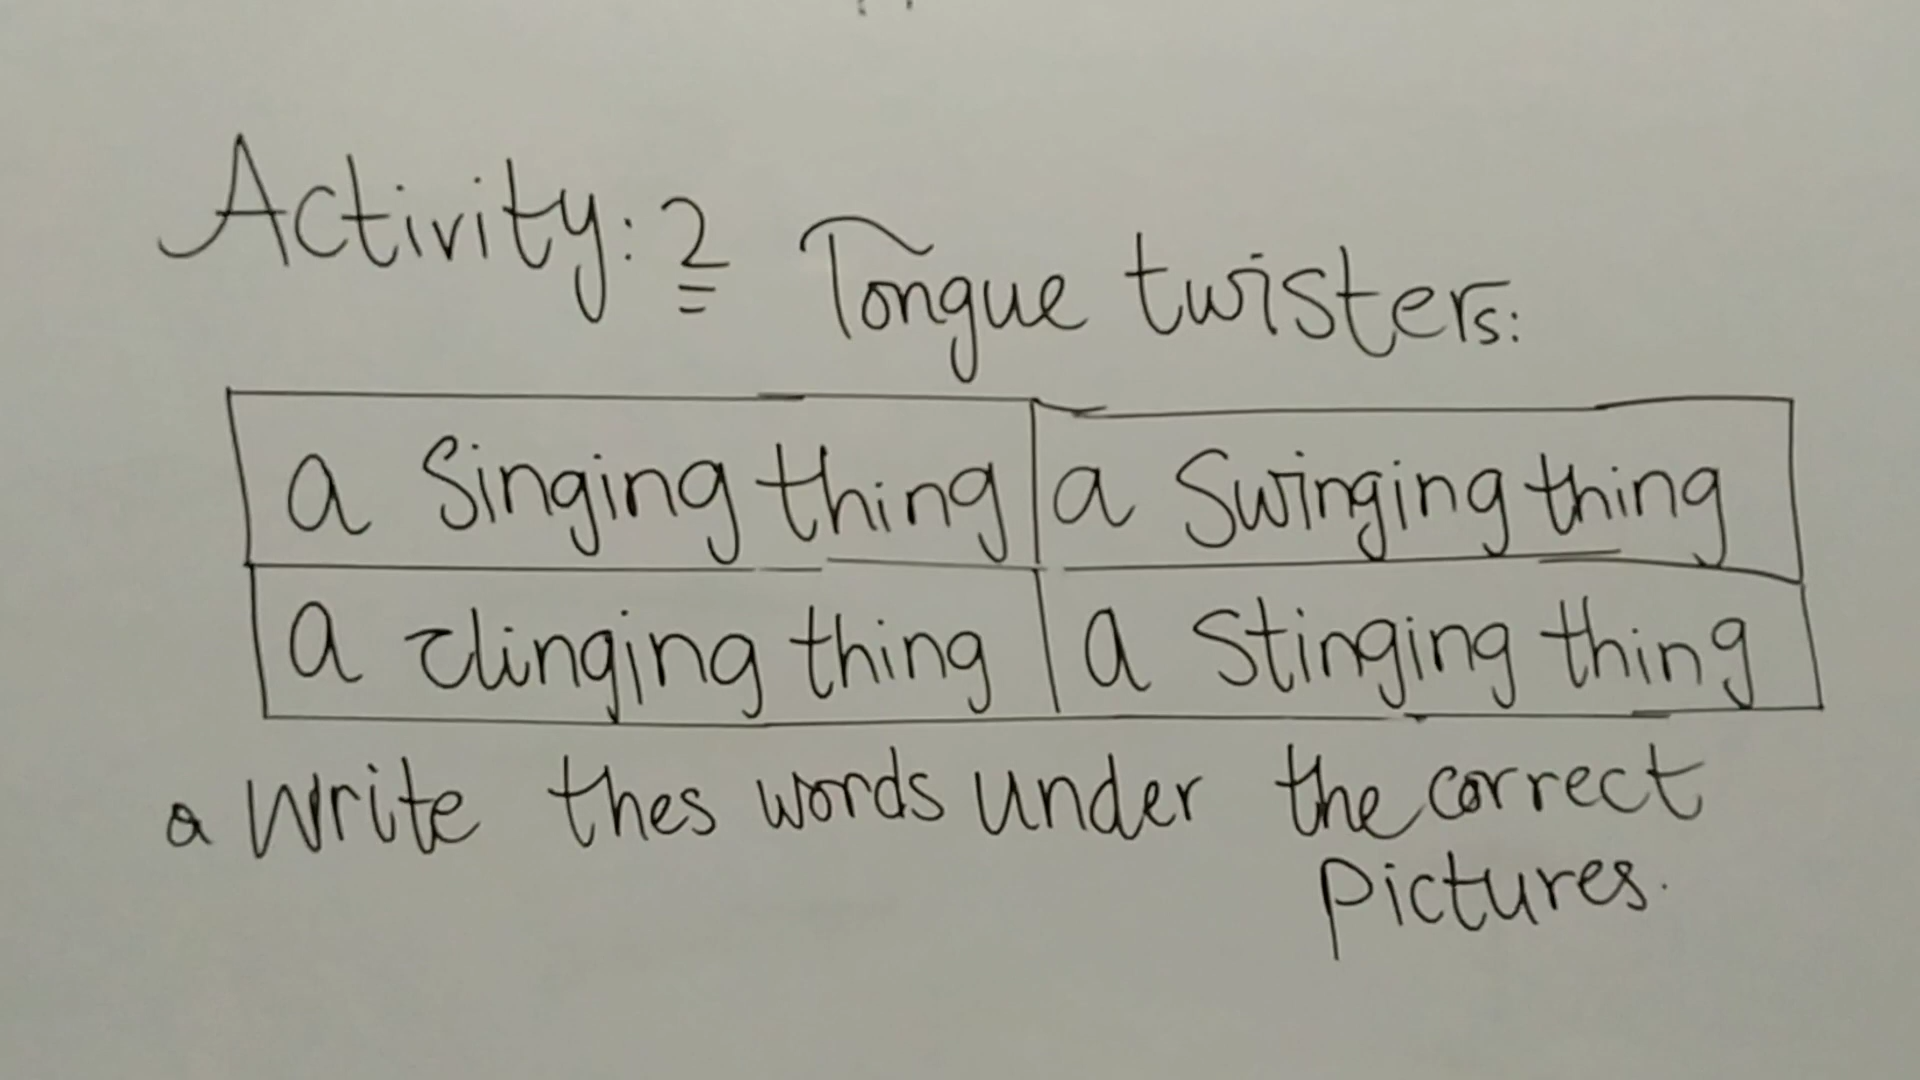 Activity: 2 Tongue twisters:
a Singing thing a Swinging thing
a clinging thing a Stinging thing
a Write thes words under the correct
pictures.